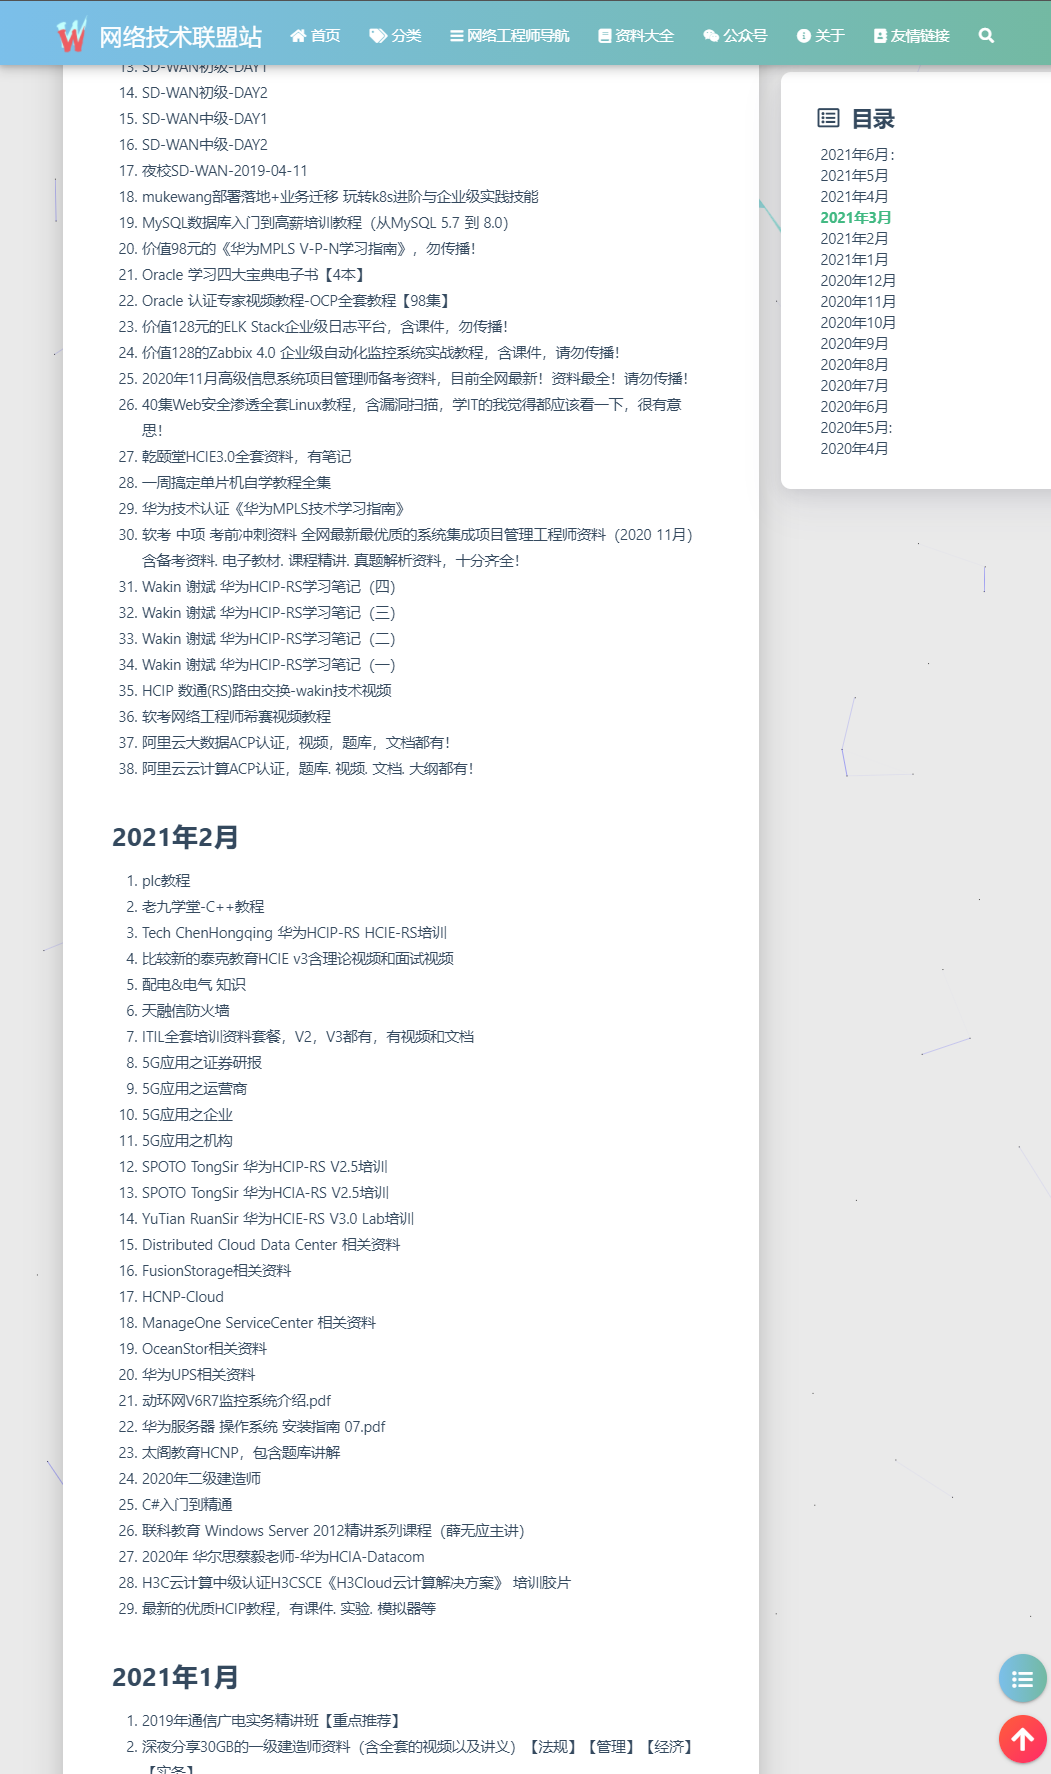 网络技术联盟站 首页 分类 网络工程师导航 资料大全 公众号 关于 友情链接
13. SD-WAN初级-DAY1
14. SD-WAN初级-DAY2
15. SD-WAN中级-DAY1
16. SD-WAN中级-DAY2
17. 夜校SD-WAN-2019-04-11
18. mukewang部署落地+业务迁移 玩转k8s进阶与企业级实践技能
19. MySQL数据库入门到高薪培训教程（从MySQL 5.7 到 8.0）
20. 价值98元的《华为MPLS V-P-N学习指南》，勿传播！
21. Oracle 学习四大宝典电子书【4本】
22. Oracle 认证专家视频教程-OCP全套教程【98集】
23. 价值128元的ELK Stack企业级日志平台，含课件，勿传播！
24. 价值128的Zabbix 4.0 企业级自动化监控系统实战教程，含课件，请勿传播！
25. 2020年11月高级信息系统项目管理师备考资料，目前全网最新！资料最全！请勿传播！
26. 40集Web安全渗透全套Linux教程，含漏洞扫描，学IT的我觉得都应该看一下，很有意
思！
27. 乾颐堂HCIE3.0全套资料，有笔记
28. 一周搞定单片机自学教程全集
29. 华为技术认证《华为MPLS技术学习指南》
30. 软考 中项 考前冲刺资料 全网最新最优质的系统集成项目管理工程师资料（2020 11月）
含备考资料. 电子教材. 课程精讲. 真题解析资料，十分齐全！
31. Wakin 谢斌 华为HCIP-RS学习笔记（四）
32. Wakin 谢斌 华为HCIP-RS学习笔记（三）
33. Wakin 谢斌 华为HCIP-RS学习笔记（二）
34. Wakin 谢斌 华为HCIP-RS学习笔记（一）
35. HCIP 数通(RS)路由交换-wakin技术视频
36. 软考网络工程师希赛视频教程
37. 阿里云大数据ACP认证，视频，题库，文档都有！
38. 阿里云云计算ACP认证，题库. 视频. 文档. 大纲都有！
2021年2月
1. plc教程
2. 老九学堂-C++教程
3. Tech ChenHongqing 华为HCIP-RS HCIE-RS培训
4. 比较新的泰克教育HCIE v3含理论视频和面试视频
5. 配电&电气 知识
6. 天融信防火墙
7. ITIL全套培训资料套餐，V2，V3都有，有视频和文档
8. 5G应用之证券研报
9. 5G应用之运营商
10. 5G应用之企业
11. 5G应用之机构
12. SPOTO TongSir 华为HCIP-RS V2.5培训
13. SPOTO TongSir 华为HCIA-RS V2.5培训
14. YuTian RuanSir 华为HCIE-RS V3.0 Lab培训
15. Distributed Cloud Data Center 相关资料
16. FusionStorage相关资料
17. HCNP-Cloud
18. ManageOne ServiceCenter 相关资料
19. OceanStor相关资料
20. 华为UPS相关资料
21. 动环网V6R7监控系统介绍.pdf
22. 华为服务器 操作系统 安装指南 07.pdf
23. 太阁教育HCNP，包含题库讲解
24. 2020年二级建造师
25. C#入门到精通
26. 联科教育 Windows Server 2012精讲系列课程（薛无应主讲）
27. 2020年 华尔思蔡毅老师-华为HCIA-Datacom
28. H3C云计算中级认证H3CSCE《H3Cloud云计算解决方案》 培训胶片
29. 最新的优质HCIP教程，有课件. 实验. 模拟器等
2021年1月
1. 2019年通信广电实务精讲班【重点推荐】
2. 深夜分享30GB的一级建造师资料（含全套的视频以及讲义）【法规】【管理】【经济】
【实务】
目录
2021年6月：
2021年5月
2021年4月
2021年3月
2021年2月
2021年1月
2020年12月
2020年11月
2020年10月
2020年9月
2020年8月
2020年7月
2020年6月
2020年5月:
2020年4月